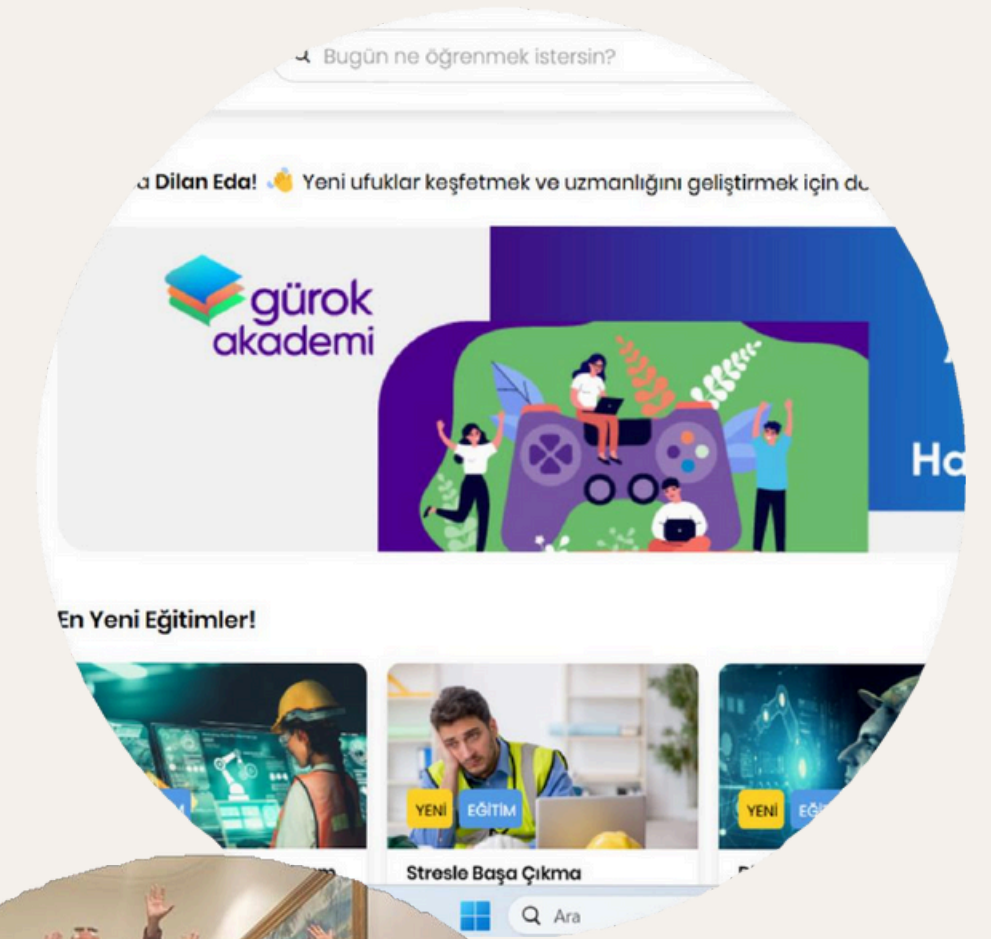 Bugün ne öğrenmek istersin?
Dilan Eda! 👋 Yeni ufuklar keşfetmek ve uzmanlığını geliştirmek için
gürok
akademi
En Yeni Eğitimler!
YENİ EĞİTİM
YENİ
Stresle Başa Çıkma
Ara